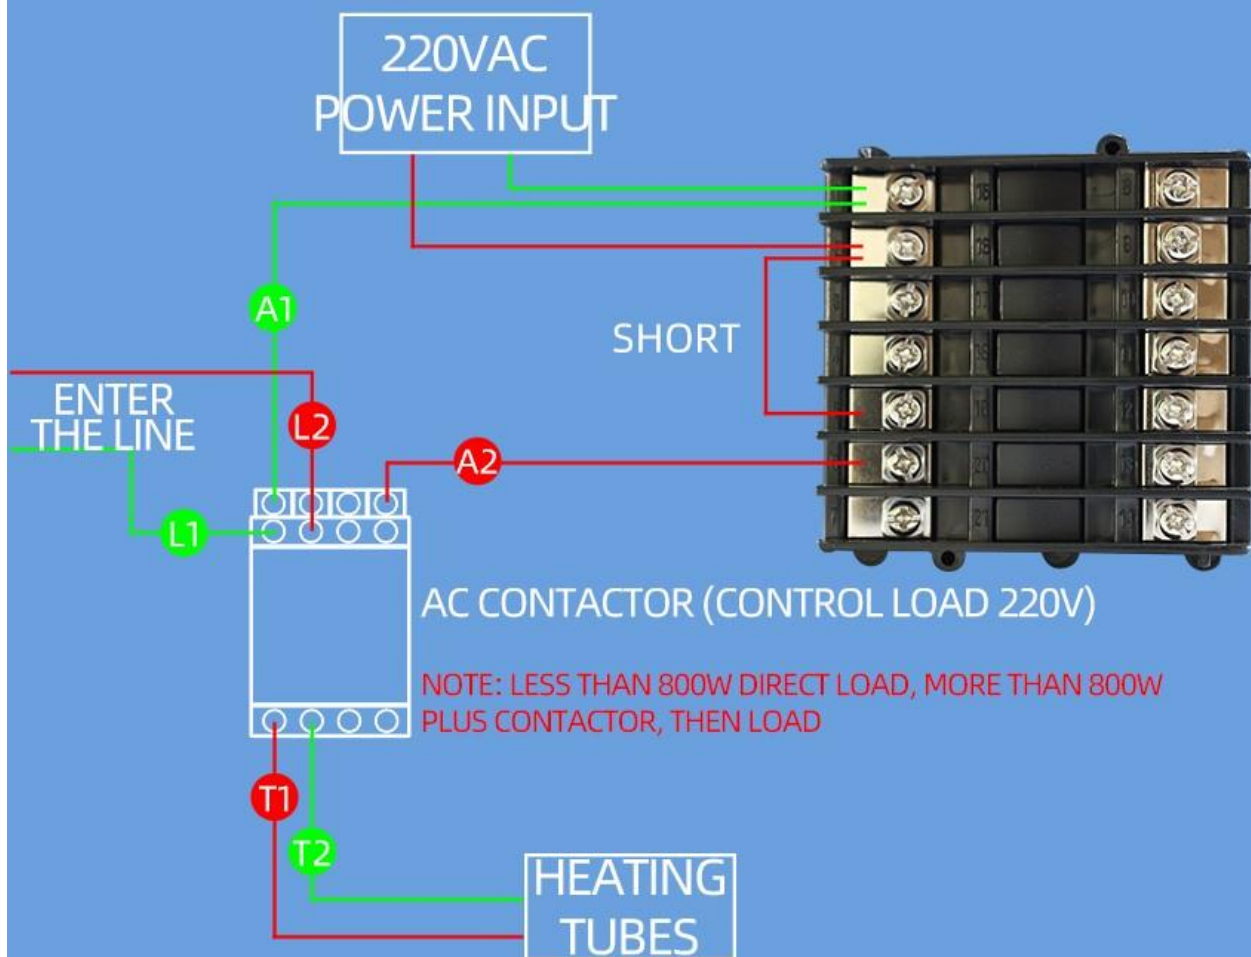 220VAC
POWER INPUT
A1
SHORT
ENTER
THE LINE
L2
A2
L1
AC CONTACTOR (CONTROL LOAD 220V)
NOTE: LESS THAN 800W DIRECT LOAD, MORE THAN 800W
PLUS CONTACTOR, THEN LOAD
T1
T2
HEATING
TUBES